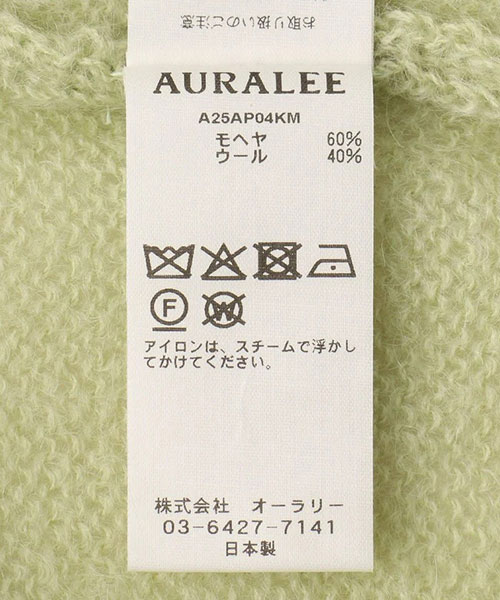 お取り扱いのご注意
AURALEE
A25AP04KM
モヘヤ 60%
ウール 40%
F
W
アイロンは、スチームで浮かし
てかけてください。
株式会社 オーラリー
03-6427-7141
日本製